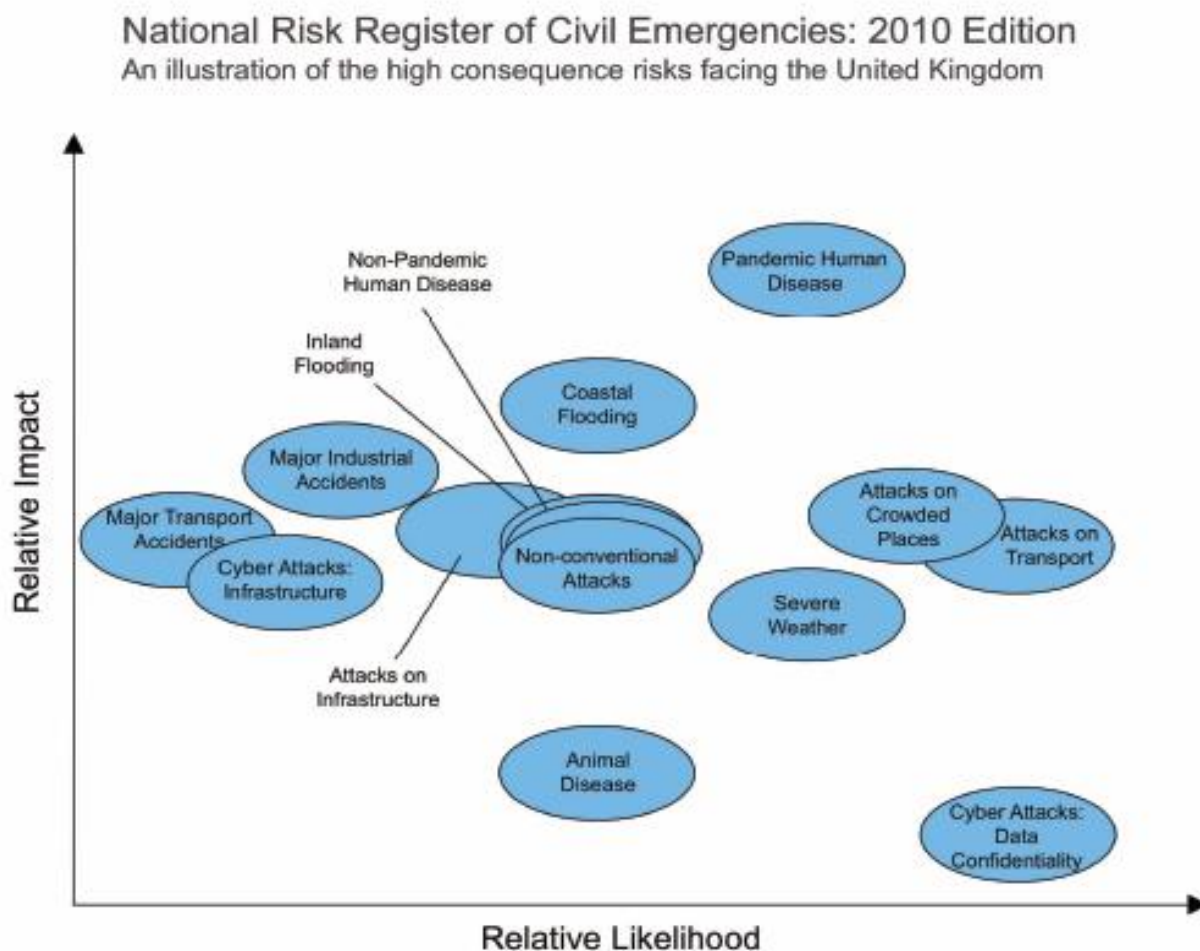 National Risk Register of Civil Emergencies: 2010 Edition
An illustration of the high consequence risks facing the United Kingdom
Relative Impact
Pandemic Human
Disease
Non-Pandemic
Human Disease
Inland
Flooding
Coastal
Flooding
Major Industrial
Accidents
Attacks on
Crowded
Places
Major Transport
Accidents
Attacks on
Transport
Non-conventional
Attacks
Cyber Attacks:
Infrastructure
Severe
Weather
Attacks on
Infrastructure
Animal
Disease
Cyber Attacks:
Data
Confidentiality
Relative Likelihood